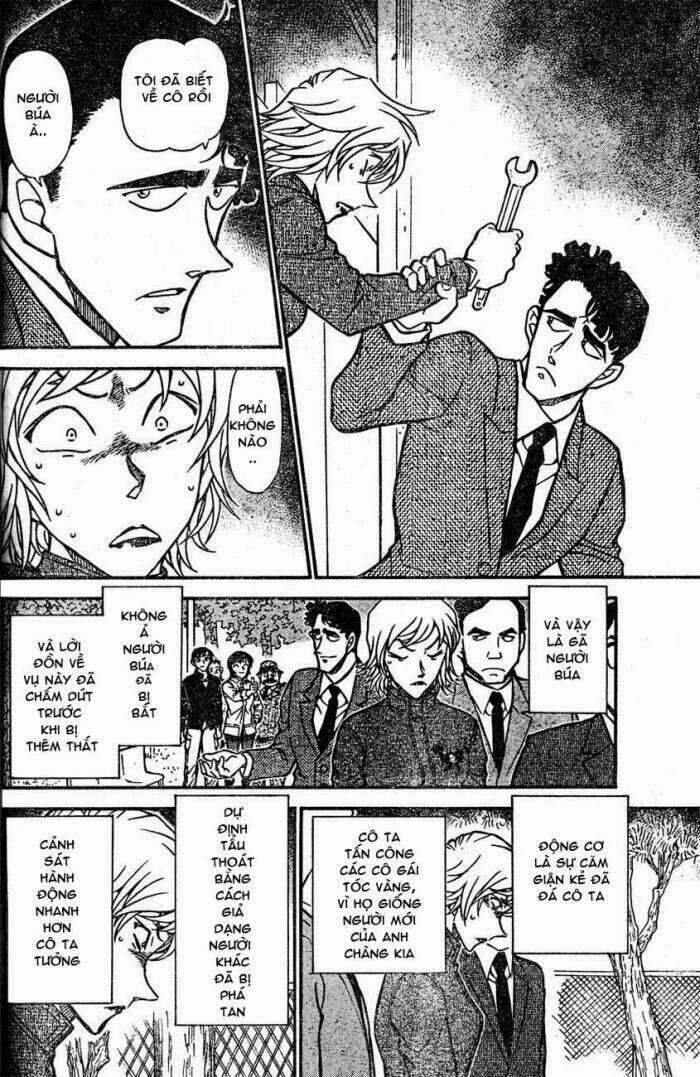 TÔI ĐÃ BIẾT
VỀ CÔ RỒI
NGƯỜI
BÚA
À..
PHẢI
KHÔNG
NÀO
..
VÀ VẬY
LÀ GÃ
NGƯỜI
BÚA
KHÔNG
Ả NGƯỜI
BÚA
ĐÃ
BỊ
BẮT
VÀ LỜI
ĐỒN VỀ
VỤ NÀY ĐÃ
CHẤM DỨT
TRƯỚC
KHI BỊ
THÊM THẮT
ĐỘNG CƠ
LÀ SỰ CĂM
GIẬN KẺ ĐÃ
ĐÁ CÔ TA
CÔ TA
TẤN CÔNG
CÁC CÔ GÁI
TÓC VÀNG,
VÌ HỌ GIỐNG
NGƯỜI MỚI
CỦA ANH
CHÀNG KIA
DỰ
ĐỊNH
TẨU
THOÁT
BẰNG
CÁCH
GIẢ
DẠNG
NGƯỜI
KHÁC
ĐÃ BỊ
PHÁ
TAN
CẢNH
SÁT
HÀNH
ĐỘNG
NHANH
HƠN
CÔ TA
TƯỞNG